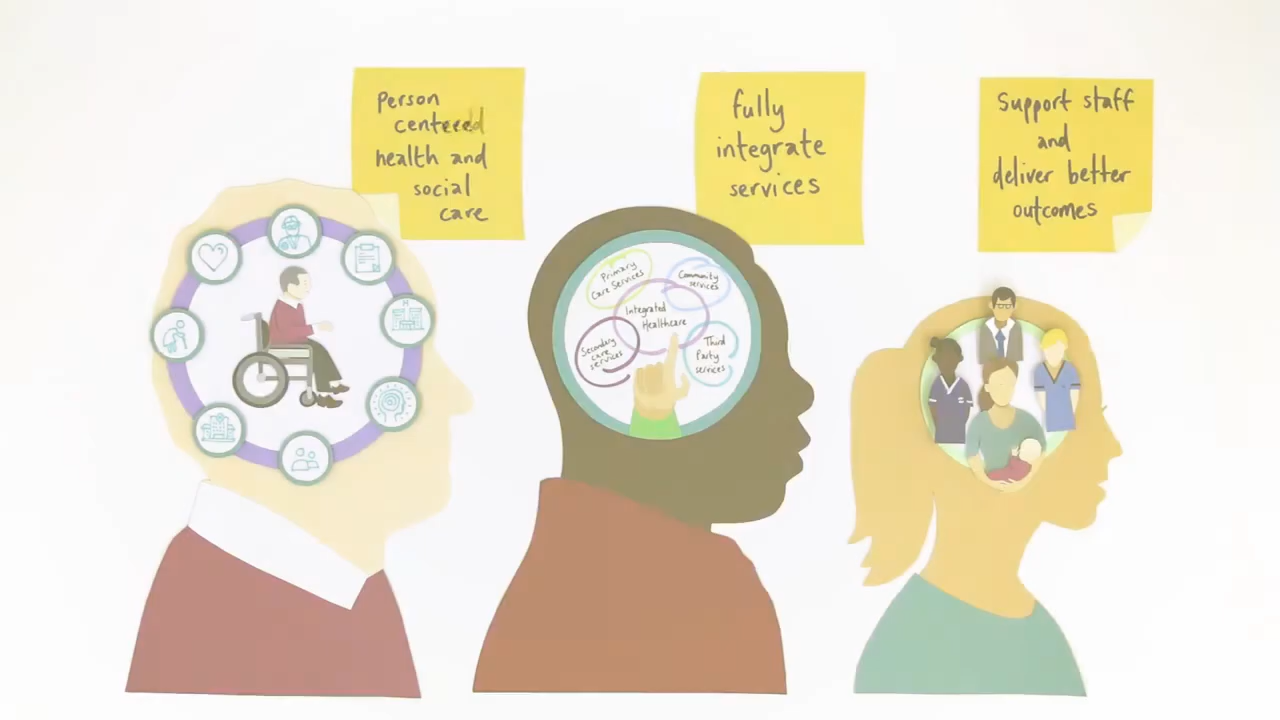 Person
centered
health and
social
care
fully
integrate
services
Support staff
and
deliver better
outcomes
H
Primary
Care Services
Community
services
Integrated
Healthcare
Secondary
care
services
Third
Party
services